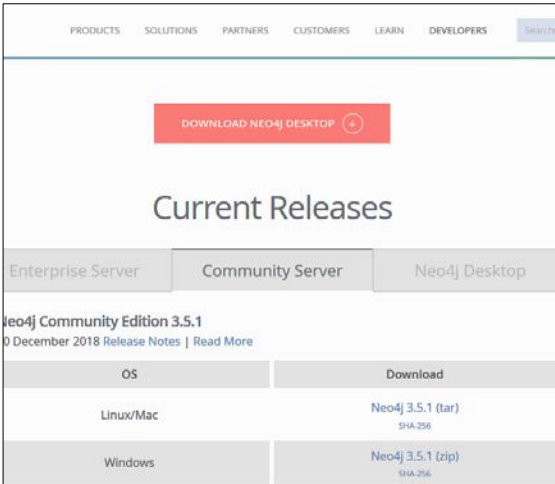 PRODUCTS SOLUTIONS PARTNERS CUSTOMERS LEARN DEVELOPERS Search
DOWNLOAD NEO4J DESKTOP
Current Releases
Enterprise Server Community Server Neo4j Desktop
Neo4j Community Edition 3.5.1
0 December 2018 Release Notes | Read More
OS Download
Linux/Mac Neo4j 3.5.1 (tar)
SHA-256
Windows Neo4j 3.5.1 (zip)
SHA-256